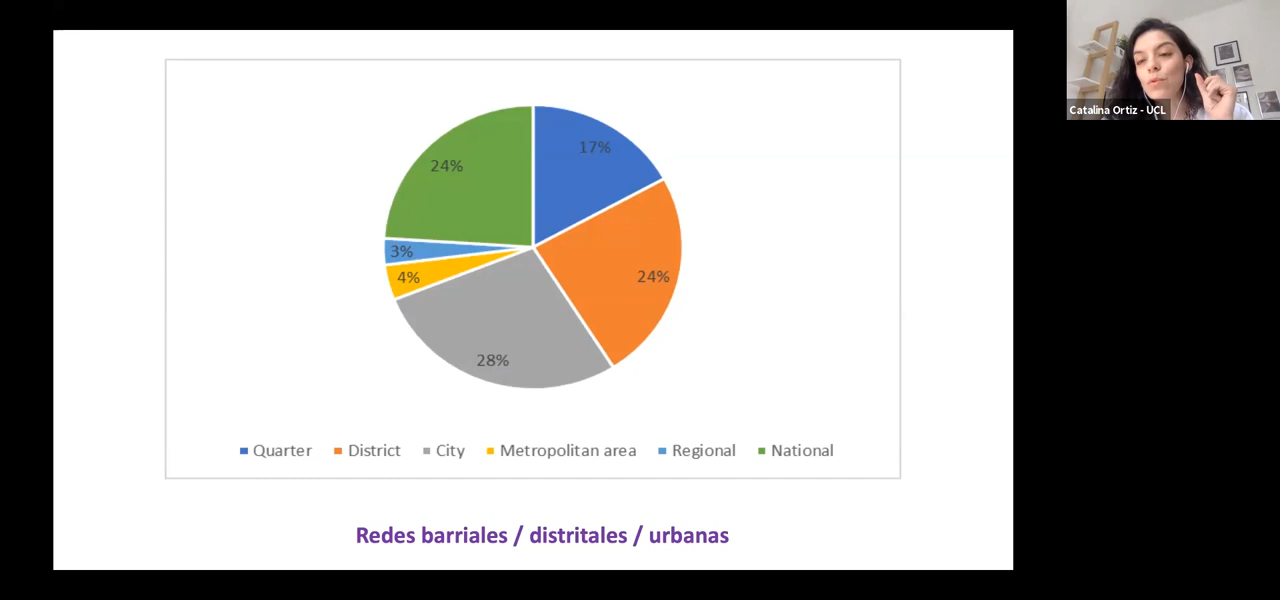 17%
24%
24%
3%
4%
28%
Quarter District City Metropolitan area Regional National
Redes barriales / distritales / urbanas
Catalina Ortiz - UCL